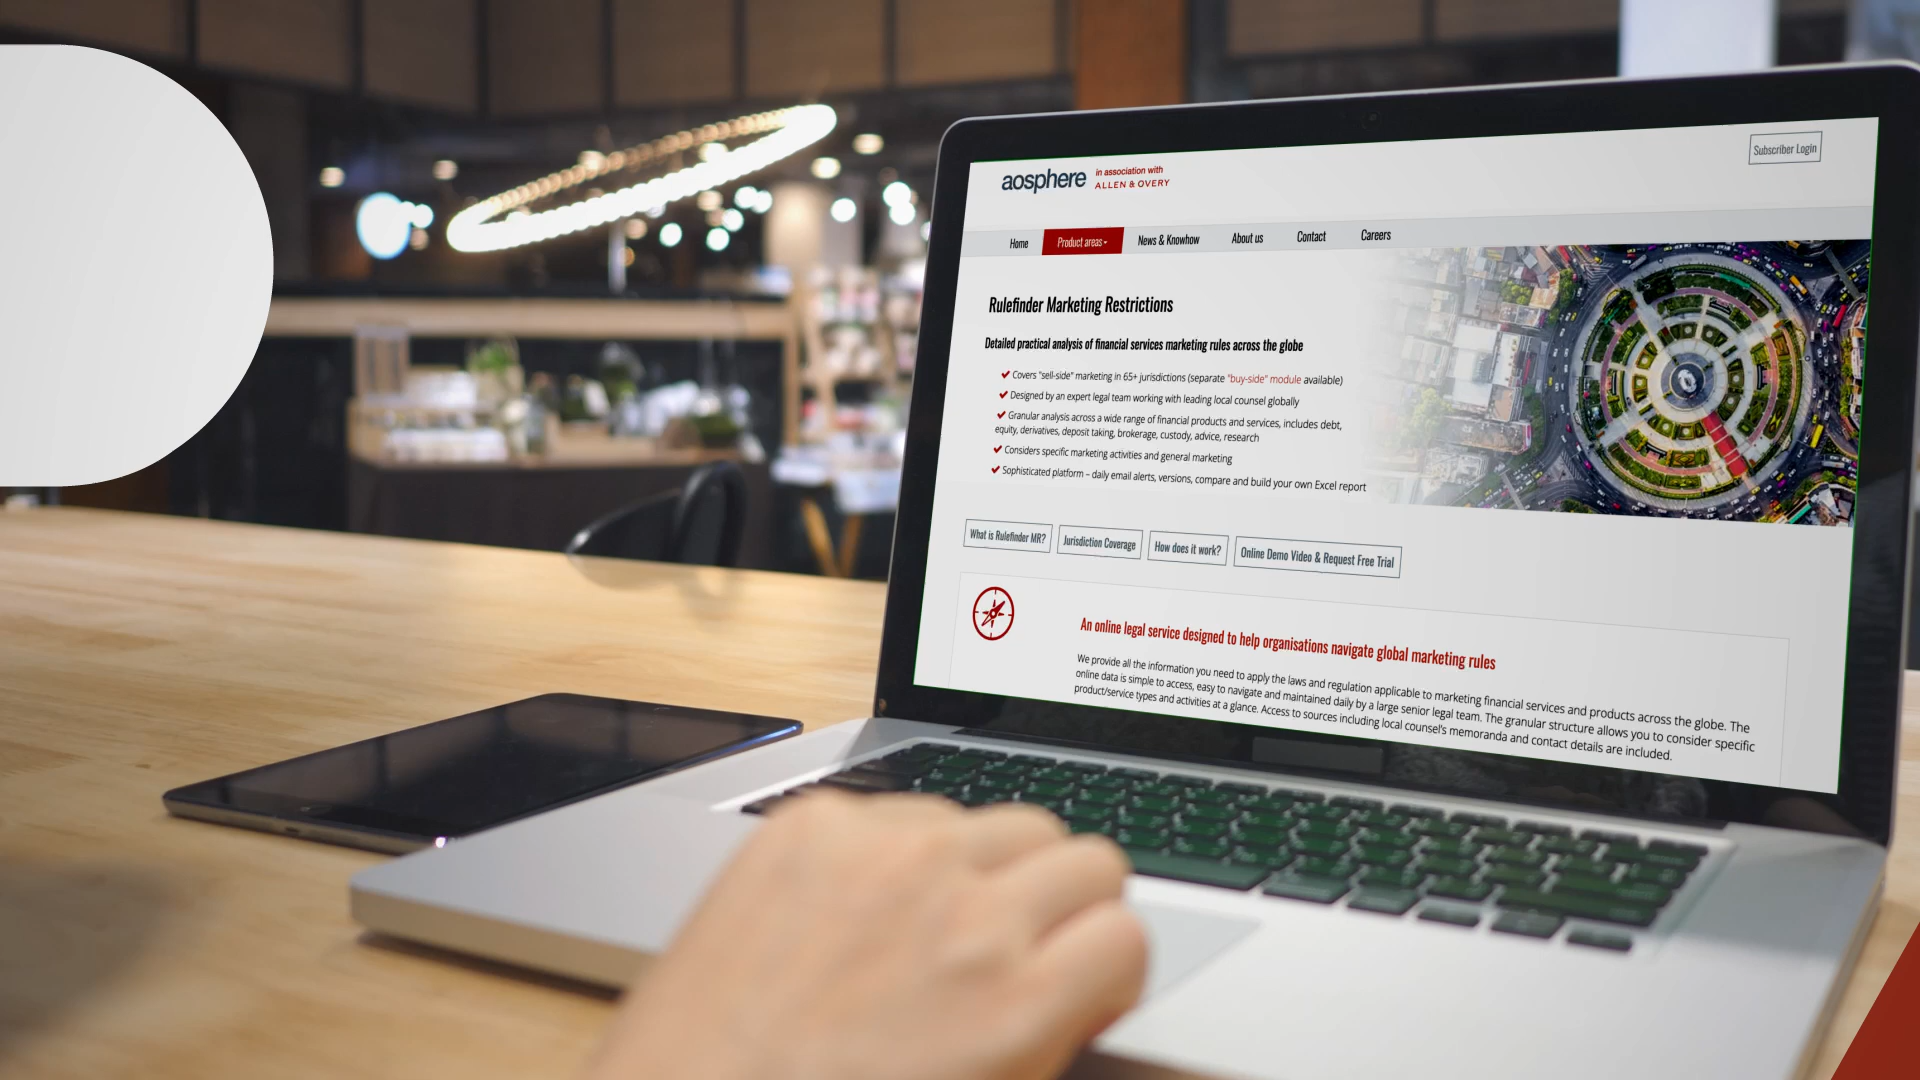 Subscriber Login
aosphere
in association with
ALLEN & OVERY
Home Product areas News & Knowhow About us Contact Careers
Rulefinder Marketing Restrictions
Detailed practical analysis of financial services marketing rules across the globe
Covers "sell-side" marketing in 65+ jurisdictions (separate "buy-side" module available)
Designed by an expert legal team working with leading local counsel globally
Granular analysis across a wide range of financial products and services, includes debt,
equity, derivatives, deposit taking, brokerage, custody, advice, research
Considers specific marketing activities and general marketing
Sophisticated platform – daily email alerts, versions, compare and build your own Excel report
What is Rulefinder MR? Jurisdiction Coverage How does it work? Online Demo Video & Request Free Trial
An online legal service designed to help organisations navigate global marketing rules
We provide all the information you need to apply the laws and regulation applicable to marketing financial services and products across the globe. The
online data is simple to access, easy to navigate and maintained daily by a large senior legal team. The granular structure allows you to consider specific
product/service types and activities at a glance. Access to sources including local counsel's memoranda and contact details are included.